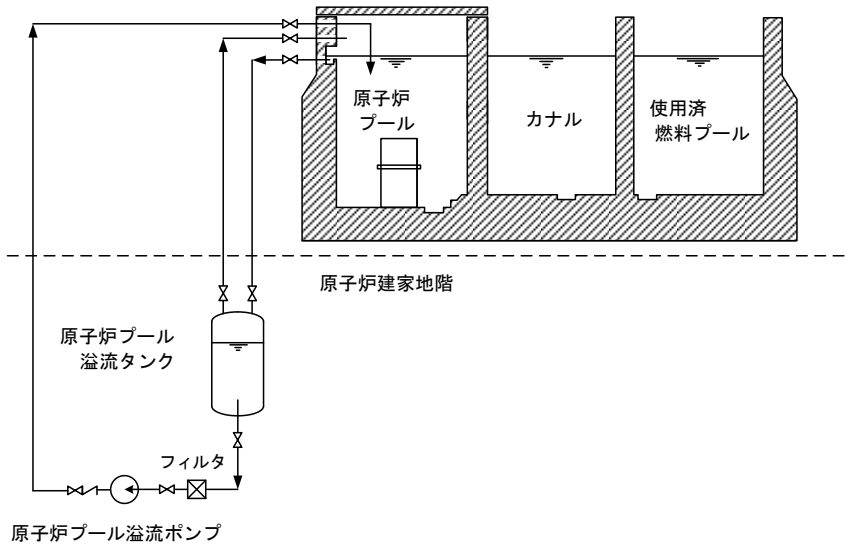 原子炉
プール
カナル
使用済
燃料プール
原子炉建家地階
原子炉プール
溢流タンク
フィルタ
原子炉プール溢流ポンプ